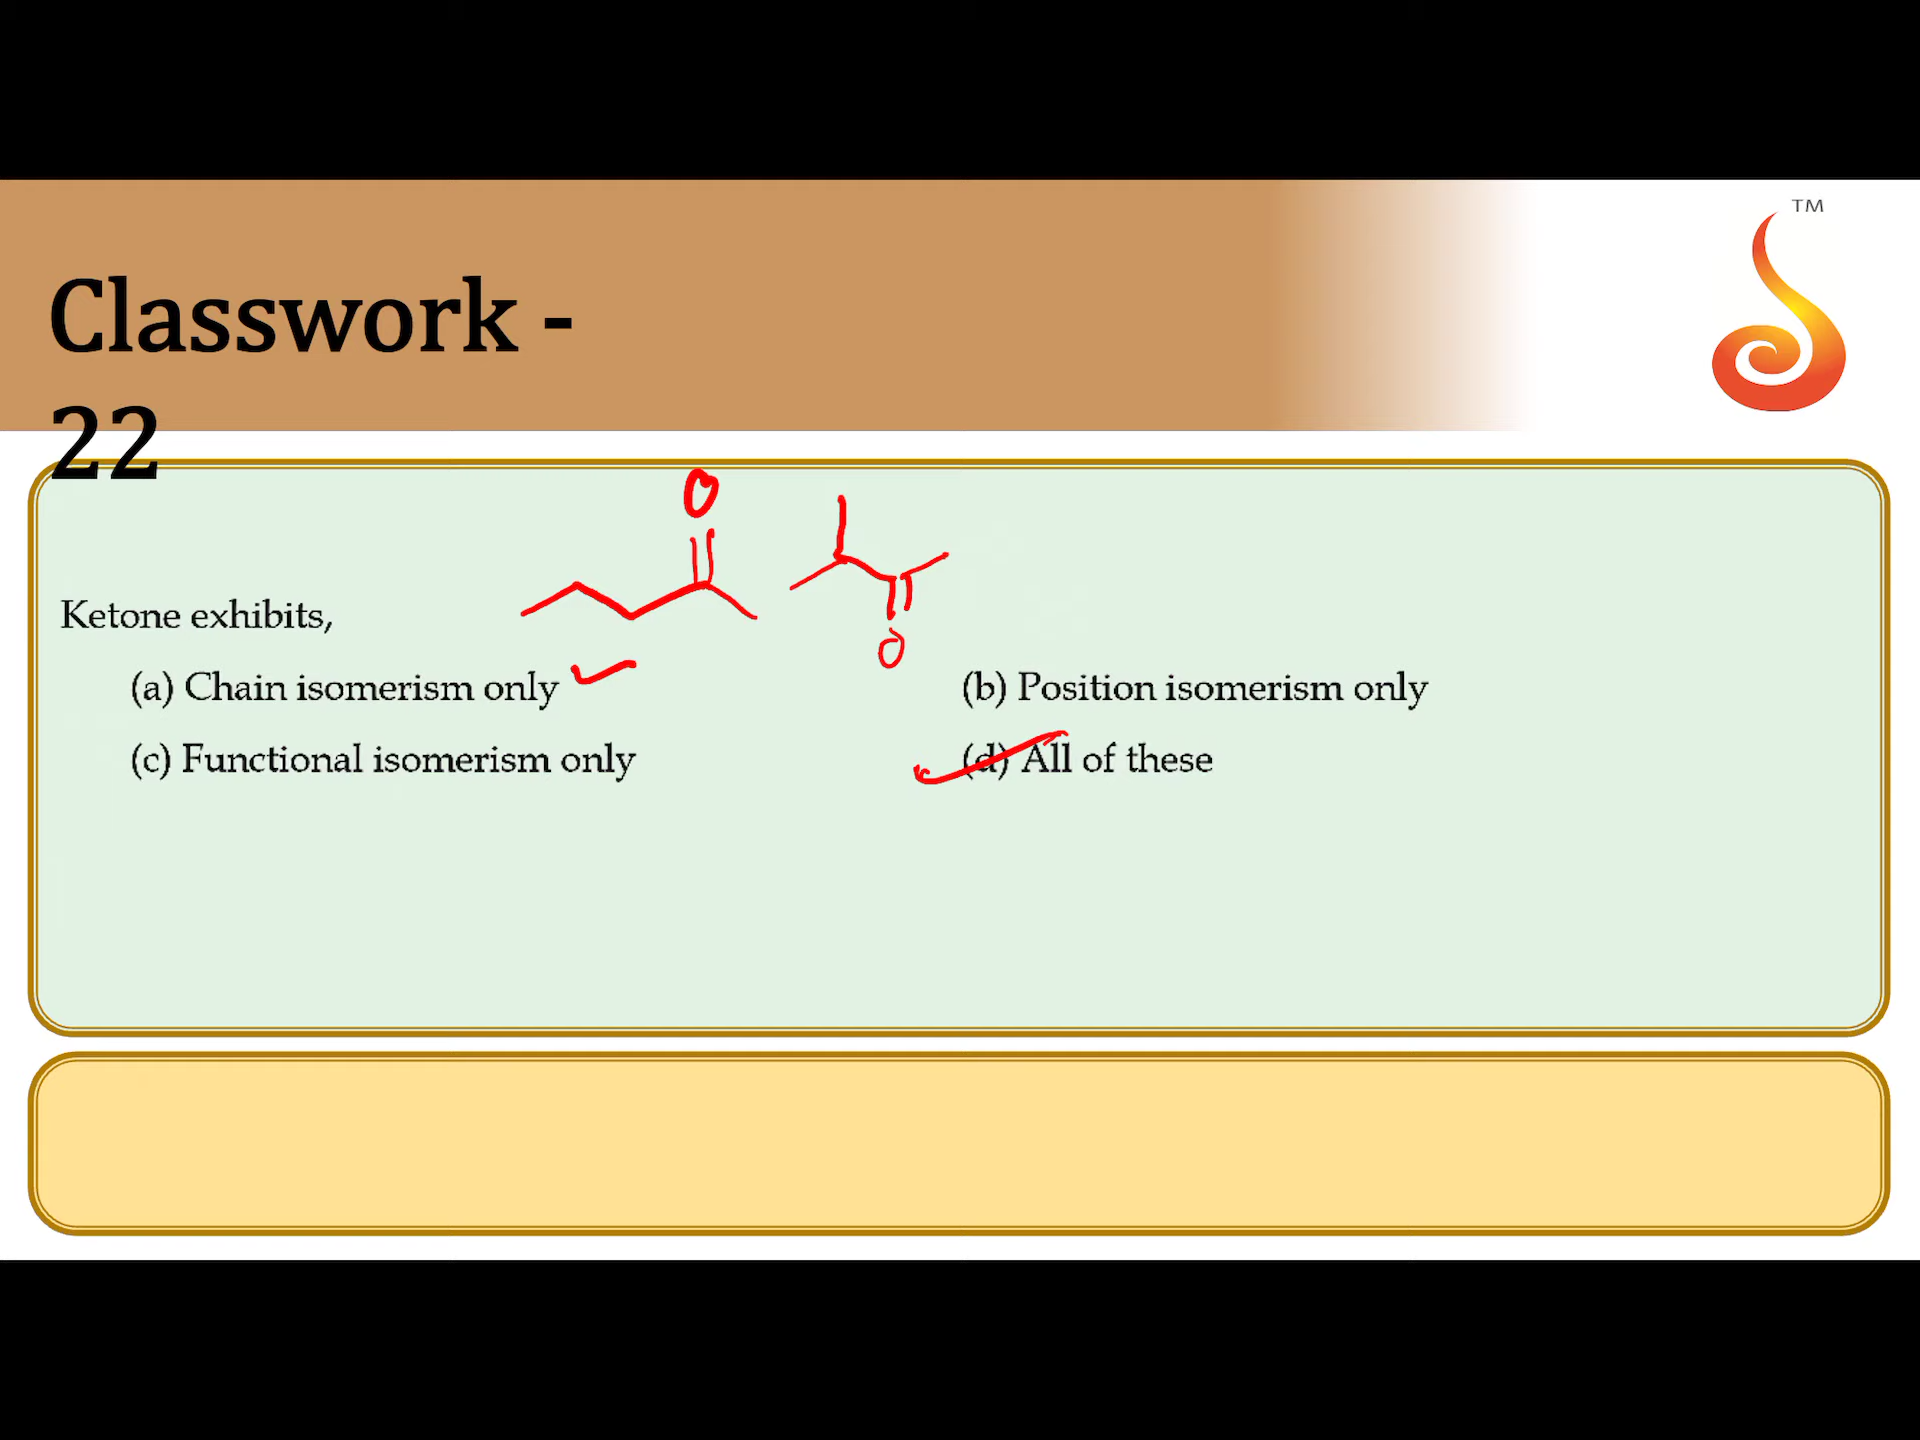 TM
Classwork -
22
O
O
Ketone exhibits,
(a) Chain isomerism only
(b) Position isomerism only
(c) Functional isomerism only
(d) All of these